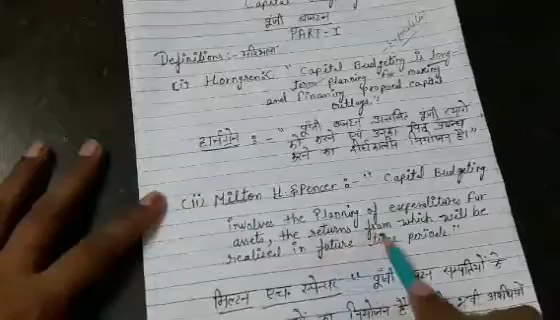 Capital Budgeting
पूँजी बजटन
PART-I
Definitions:- परिभाषा
(i) Horngren:- "Capital Budgeting is long
term planning for making
and financing proposed capital
outlays."
हार्नग्रेन :- "पूँजी बजटन प्रस्तावित पूँजी व्ययों
को करने एवं उनका वित्त प्रबन्ध
करने का दीर्घकालीन नियोजन है।"
(ii) Milton H. Spencer :- "Capital Budgeting
involves the Planning of expenditures for
assets, the returns from which will be
realized in future time periods."
मिल्टन एच. स्पेन्सर "पूँजी बजटन सम्पत्तियों के
का नियोजन है